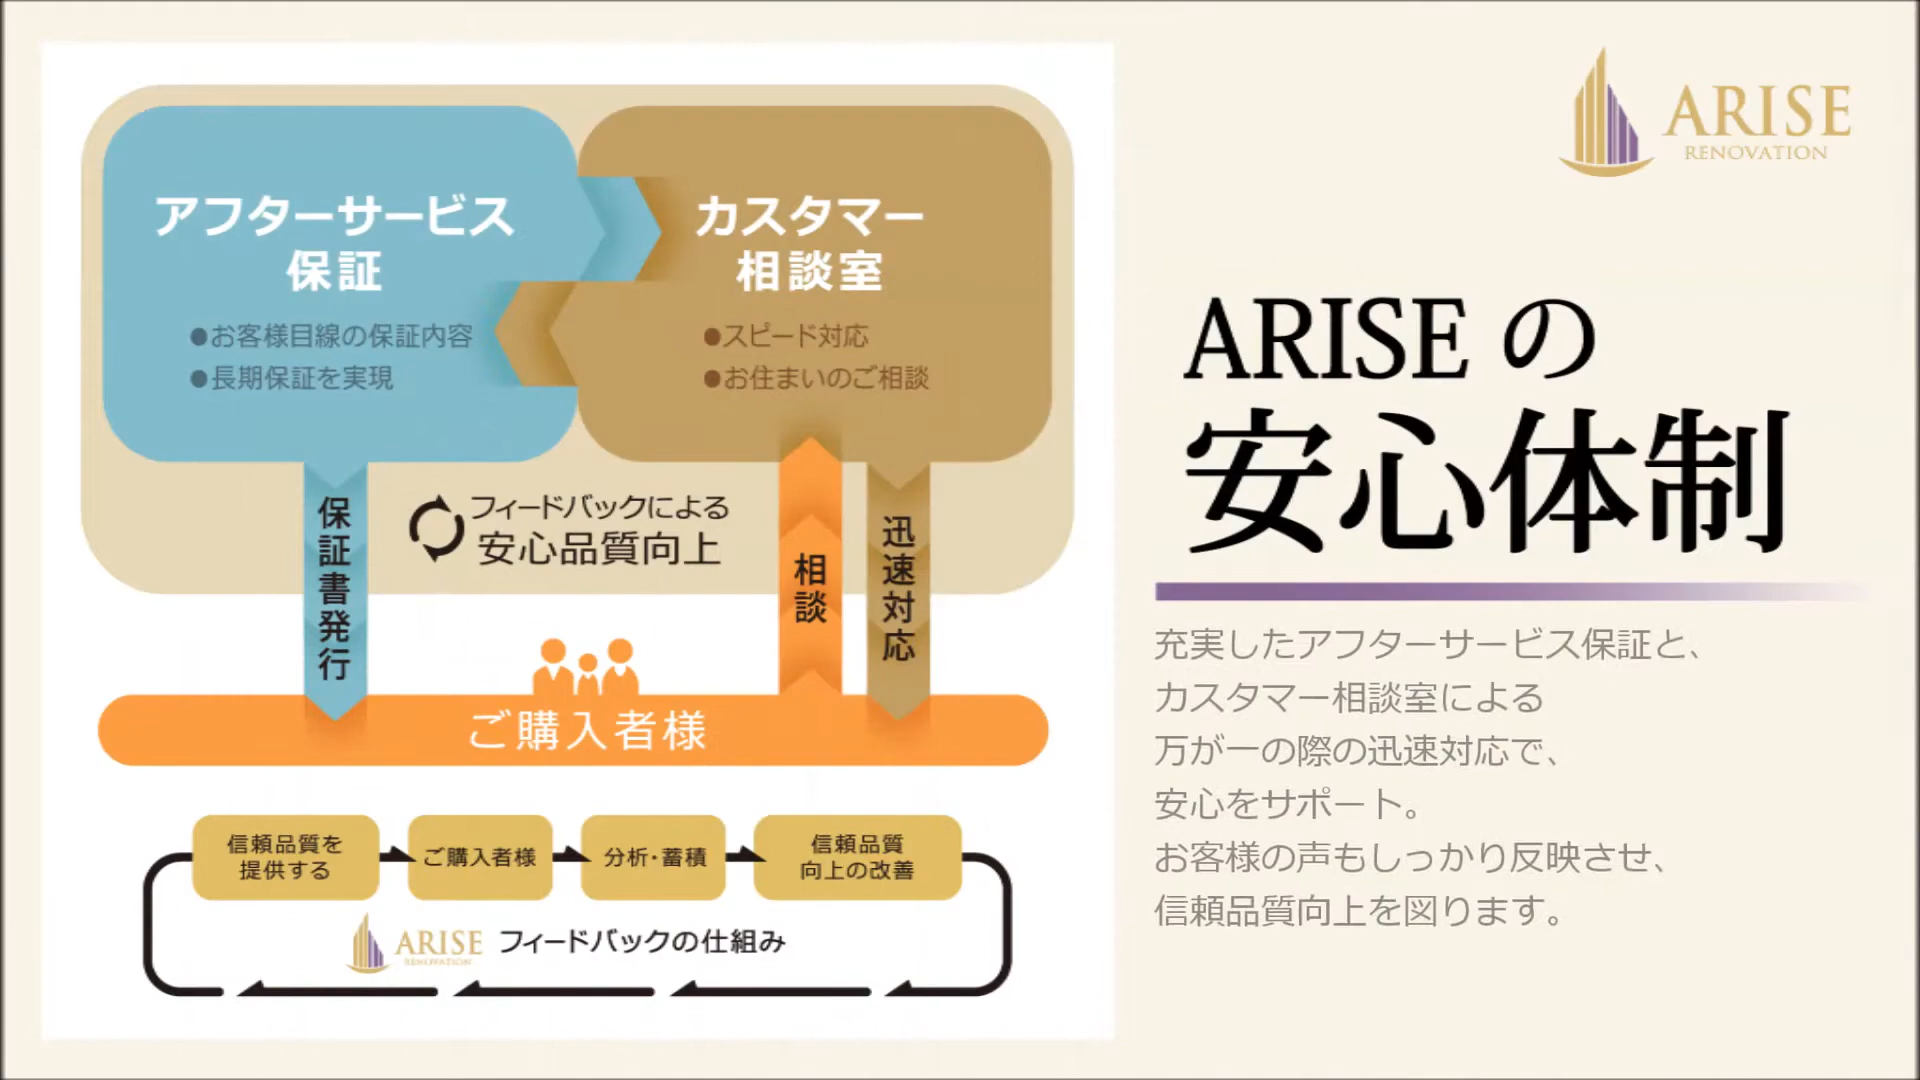 アフターサービス
保証
●お客様目線の保証内容
●長期保証を実現
カスタマー
相談室
●スピード対応
●お住まいのご相談
保証書発行
フィードバックによる
安心品質向上
相談
迅速対応
ご購入者様
信頼品質を
提供する
ご購入者様
分析・蓄積
信頼品質
向上の改善
ARISE
RENOVATION
フィードバックの仕組み
ARISE
RENOVATION
ARISE の
安心体制
充実したアフターサービス保証と、
カスタマー相談室による
万が一の際の迅速対応で、
安心をサポート。
お客様の声もしっかり反映させ、
信頼品質向上を図ります。